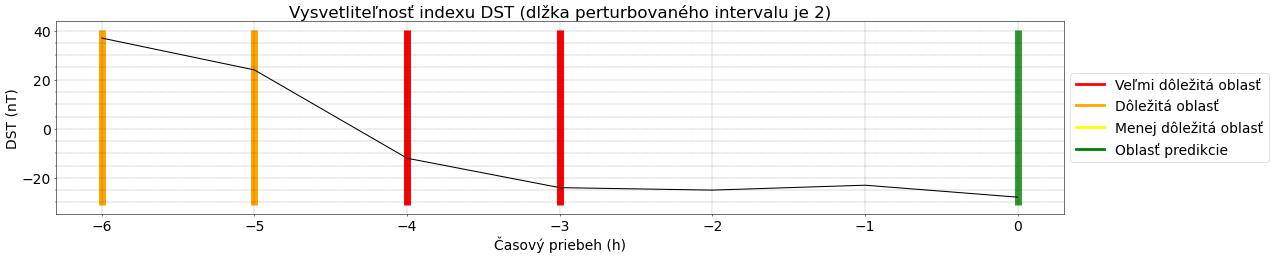 Vysvetliteľnosť indexu DST (dĺžka perturbovaného intervalu je 2)
40
20
0
−20
DST (nT)
−6 −5 −4 −3 −2 −1 0
Časový priebeh (h)
Veľmi dôležitá oblasť
Dôležitá oblasť
Menej dôležitá oblasť
Oblasť predikcie